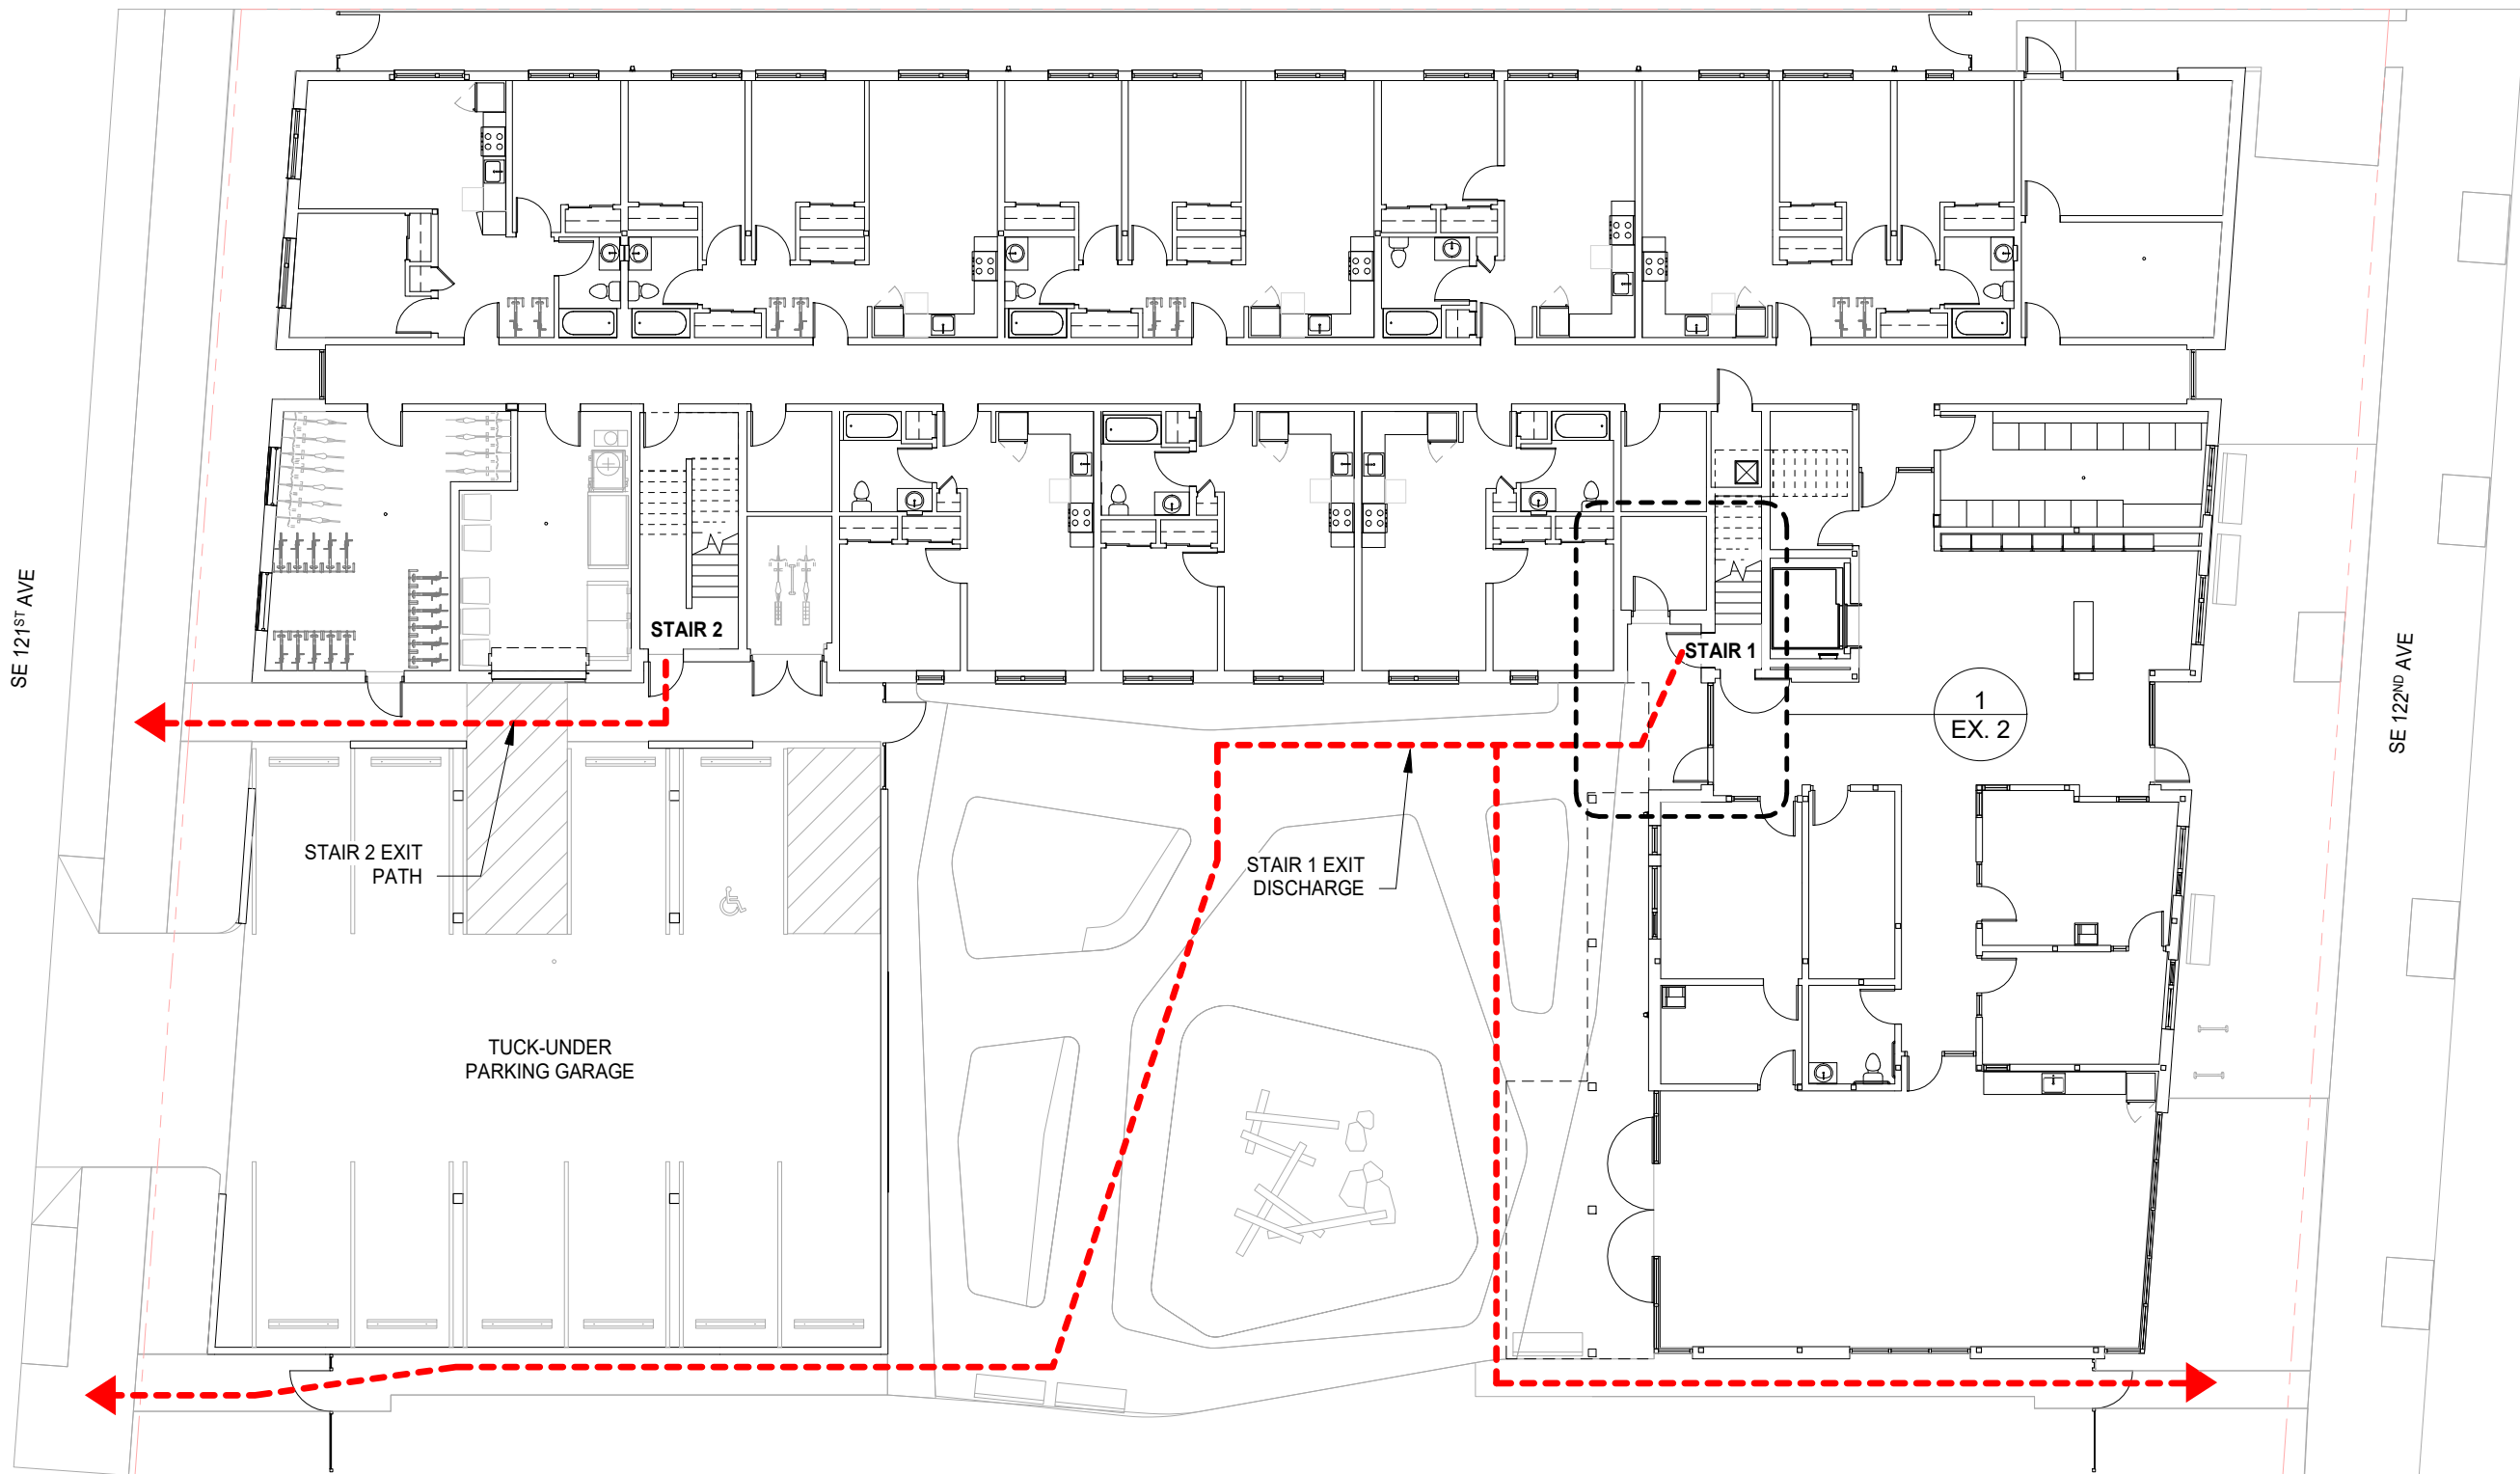 SE 121ST AVE
STAIR 2
STAIR 1
1
EX. 2
SE 122ND AVE
STAIR 2 EXIT
PATH
STAIR 1 EXIT
DISCHARGE
TUCK-UNDER
PARKING GARAGE